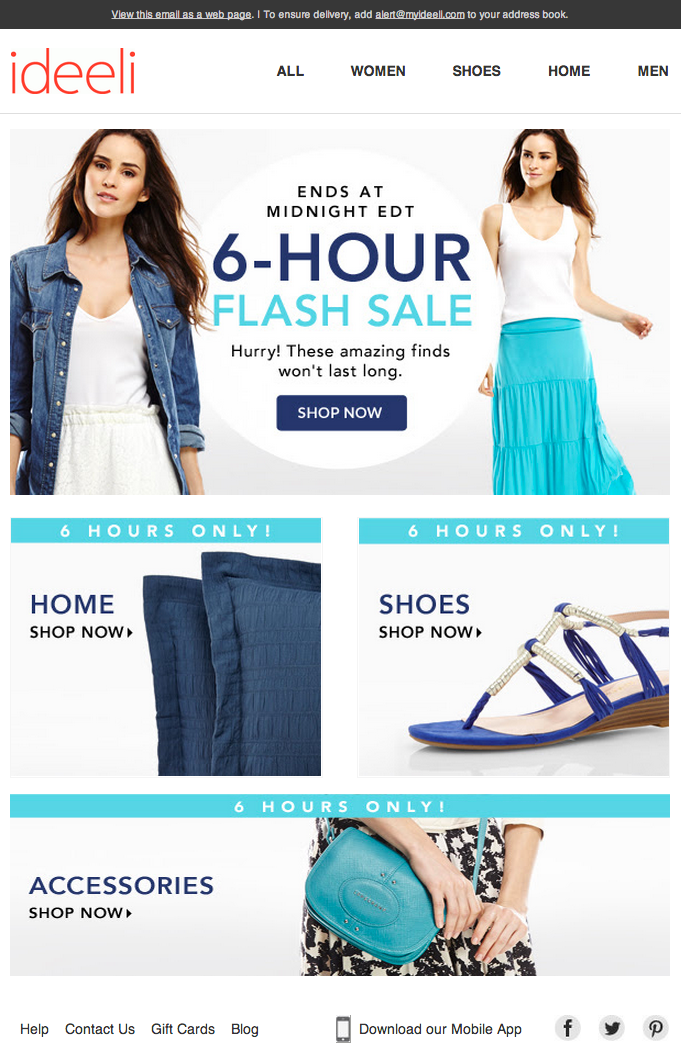 View this email as a web page. | To ensure delivery, add alert@myideeli.com to your address book.
ideeli
ALL WOMEN SHOES HOME MEN
ENDS AT
MIDNIGHT EDT
6-HOUR
FLASH SALE
Hurry! These amazing finds
won't last long.
SHOP NOW
6 HOURS ONLY!
HOME
SHOP NOW
6 HOURS ONLY!
SHOES
SHOP NOW
6 HOURS ONLY!
ACCESSORIES
SHOP NOW
Help Contact Us Gift Cards Blog Download our Mobile App